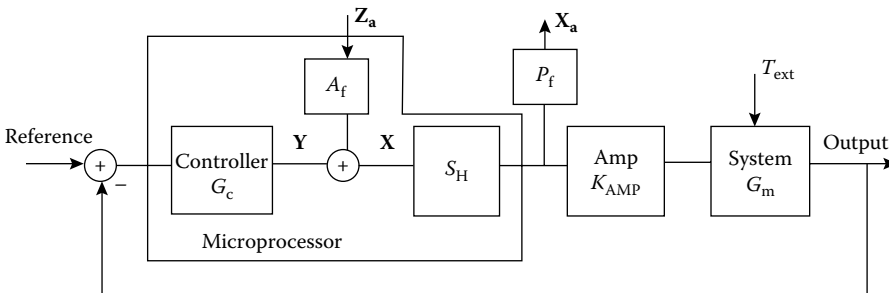 Z_a
X_a
A_f
P_f
T_ext
Reference
+
−
Controller
G_c
Y
+
X
S_H
Amp
K_AMP
System
G_m
Output
Microprocessor